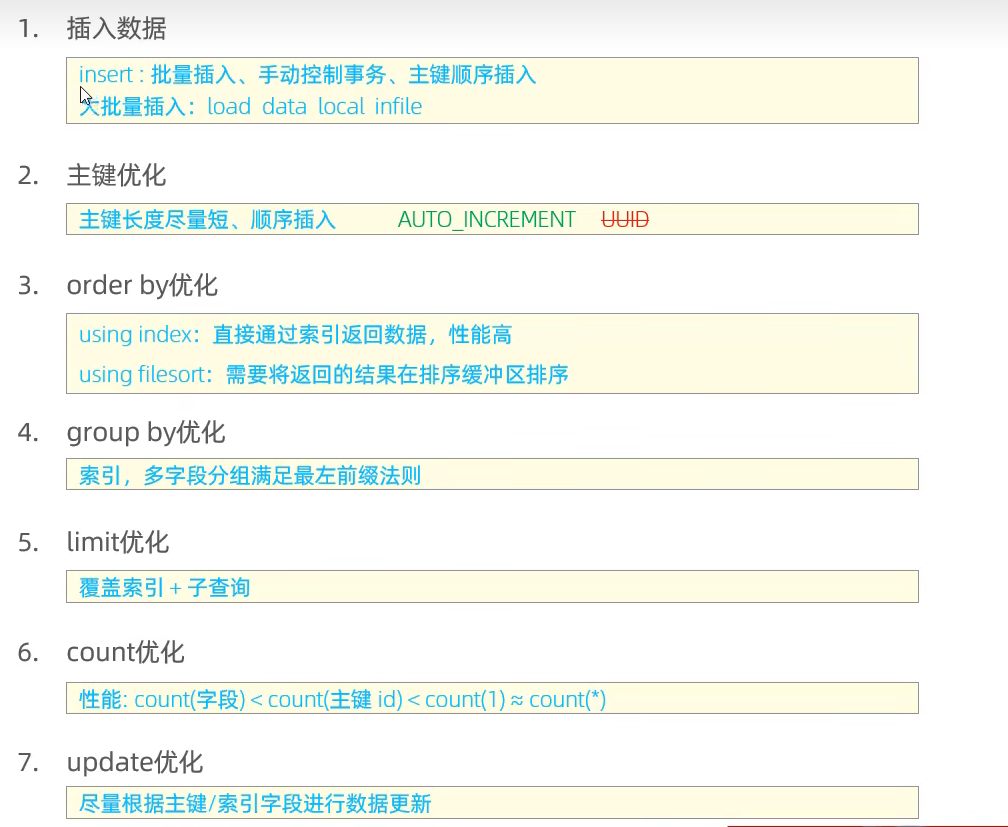 1. 插入数据
insert : 批量插入、手动控制事务、主键顺序插入
大批量插入：load data local infile
2. 主键优化
主键长度尽量短、顺序插入 AUTO_INCREMENT UUID
3. order by优化
using index：直接通过索引返回数据，性能高
using filesort：需要将返回的结果在排序缓冲区排序
4. group by优化
索引，多字段分组满足最左前缀法则
5. limit优化
覆盖索引 + 子查询
6. count优化
性能: count(字段) < count(主键 id) < count(1) ≈ count(*)
7. update优化
尽量根据主键/索引字段进行数据更新